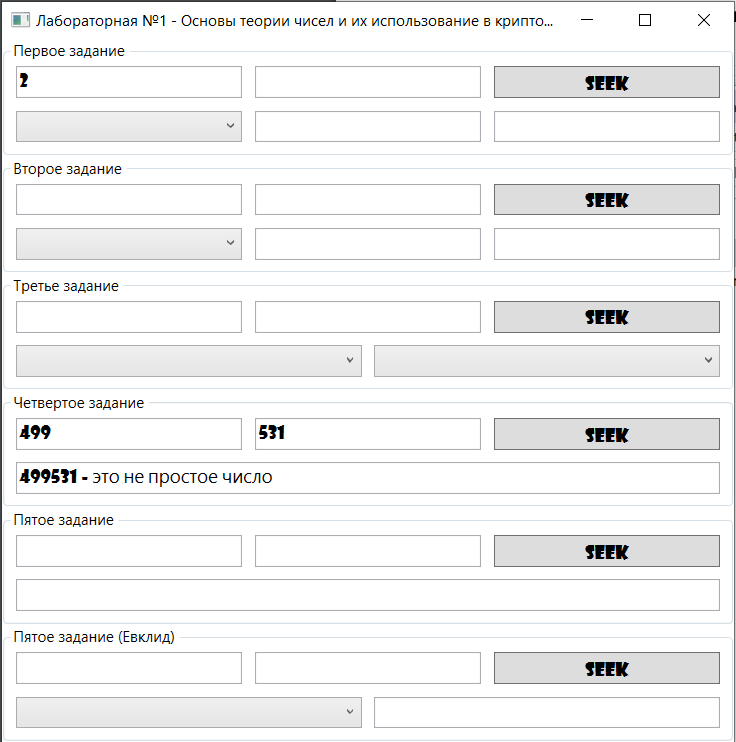 Лабораторная №1 - Основы теории чисел и их использование в крипто...
Первое задание
2 SEEK
Второе задание
SEEK
Третье задание
SEEK
Четвертое задание
499 531 SEEK
499531 - это не простое число
Пятое задание
SEEK
Пятое задание (Евклид)
SEEK